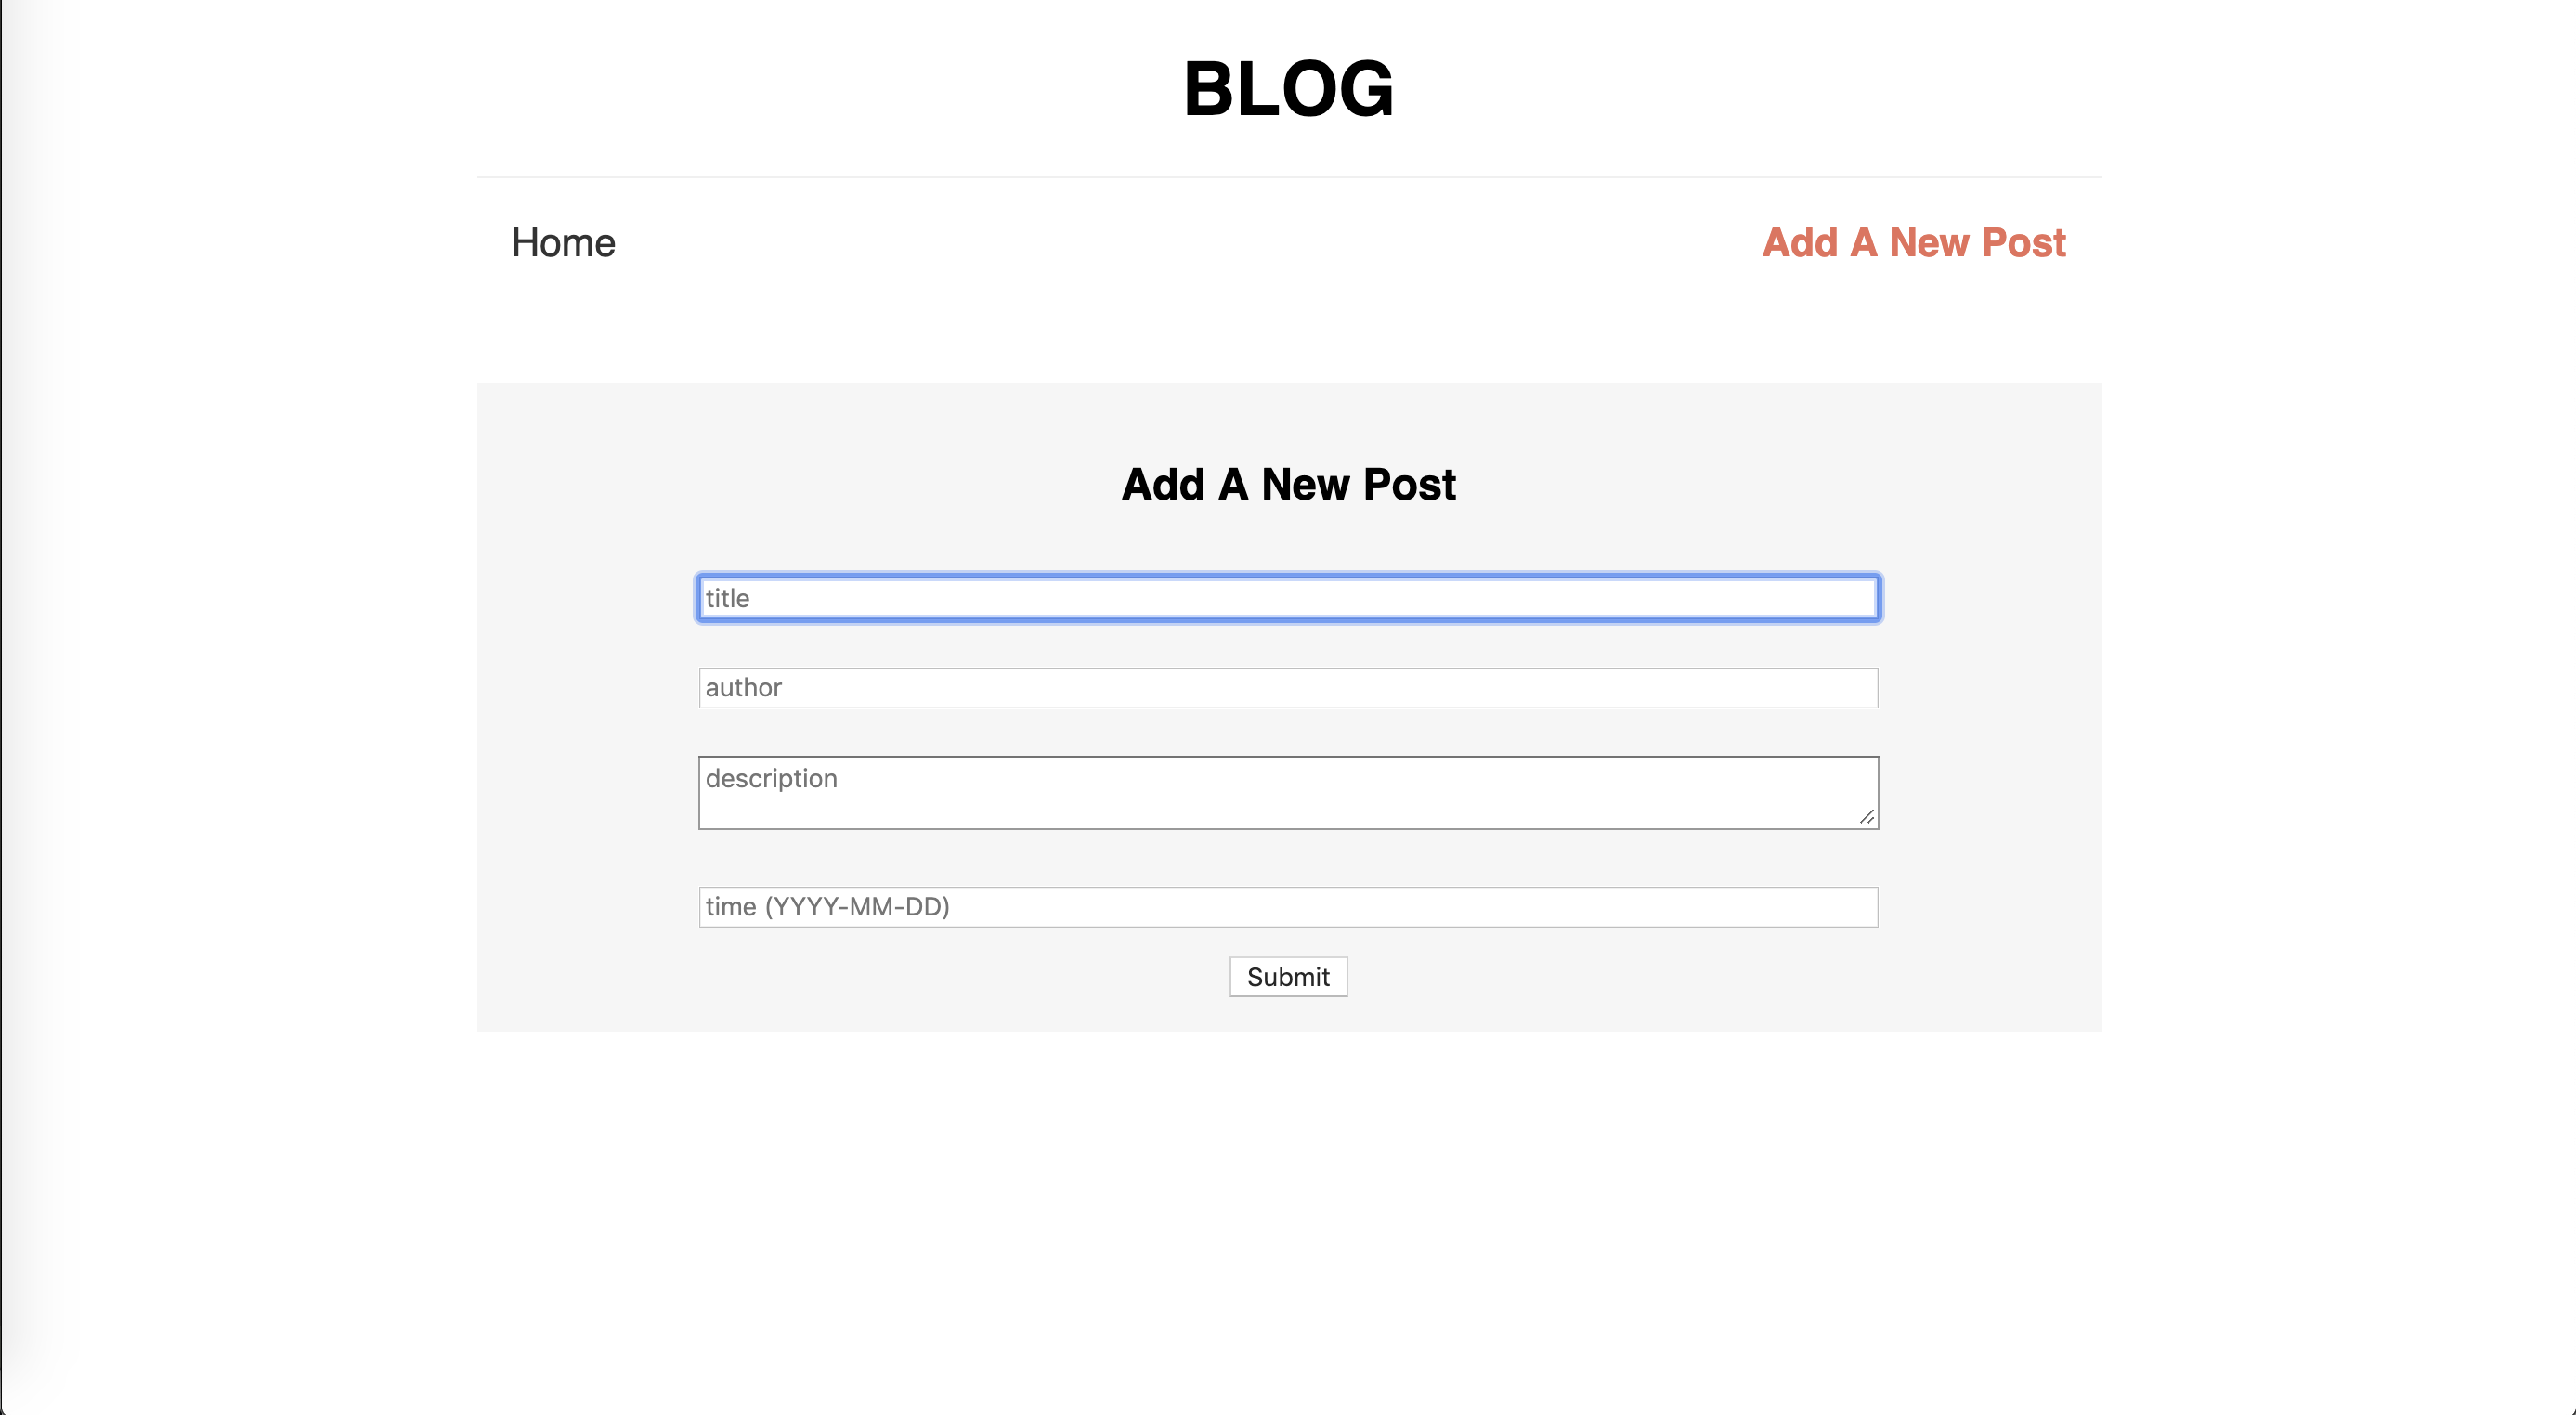 BLOG
Home
Add A New Post
Add A New Post
title
author
description
time (YYYY-MM-DD)
Submit